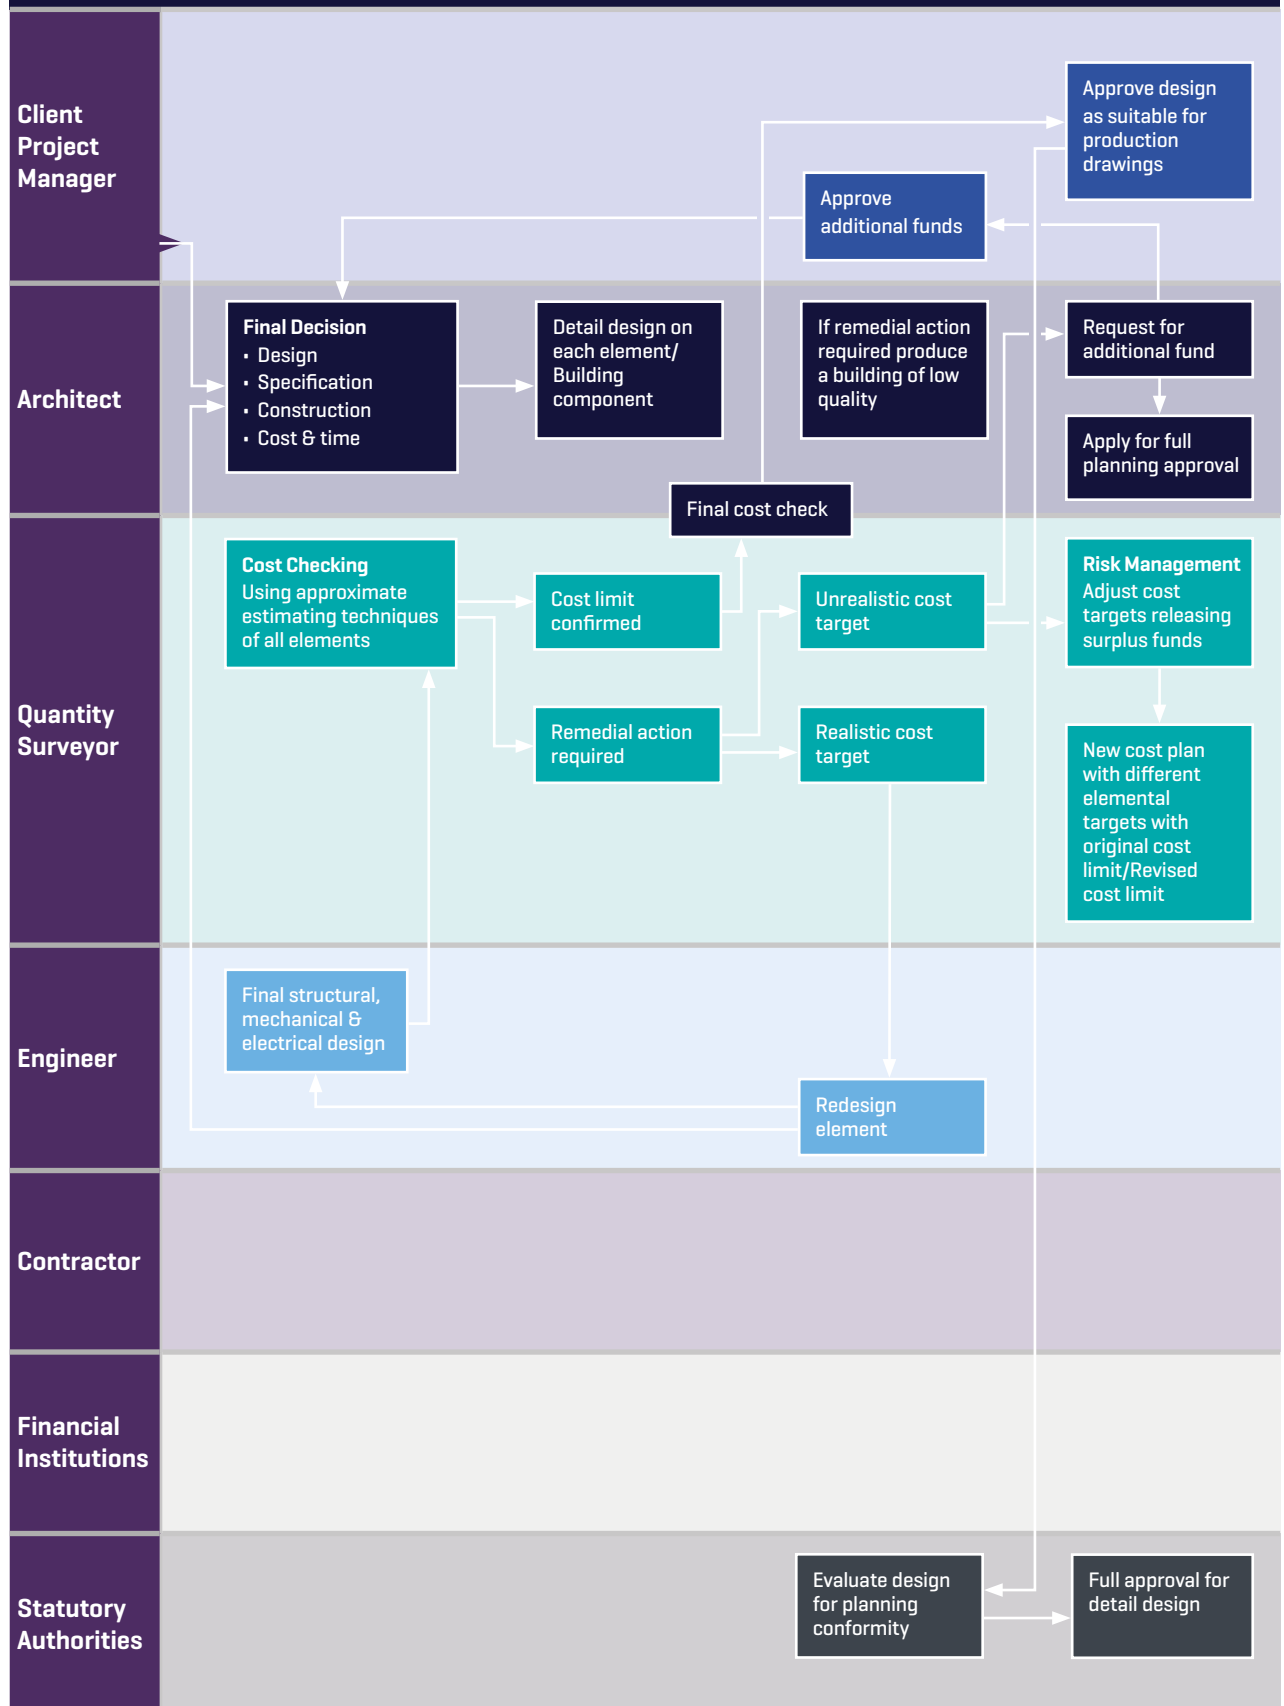 Client
Project
Manager
Approve design
as suitable for
production
drawings
Approve
additional funds
Architect
Final Decision
• Design
• Specification
• Construction
• Cost & time
Detail design on
each element/
Building
component
If remedial action
required produce
a building of low
quality
Request for
additional fund
Apply for full
planning approval
Final cost check
Quantity
Surveyor
Cost Checking
Using approximate
estimating techniques
of all elements
Cost limit
confirmed
Unrealistic cost
target
Risk Management
Adjust cost
targets releasing
surplus funds
Remedial action
required
Realistic cost
target
New cost plan
with different
elemental
targets with
original cost
limit/Revised
cost limit
Engineer
Final structural,
mechanical &
electrical design
Redesign
element
Contractor
Financial
Institutions
Statutory
Authorities
Evaluate design
for planning
conformity
Full approval for
detail design